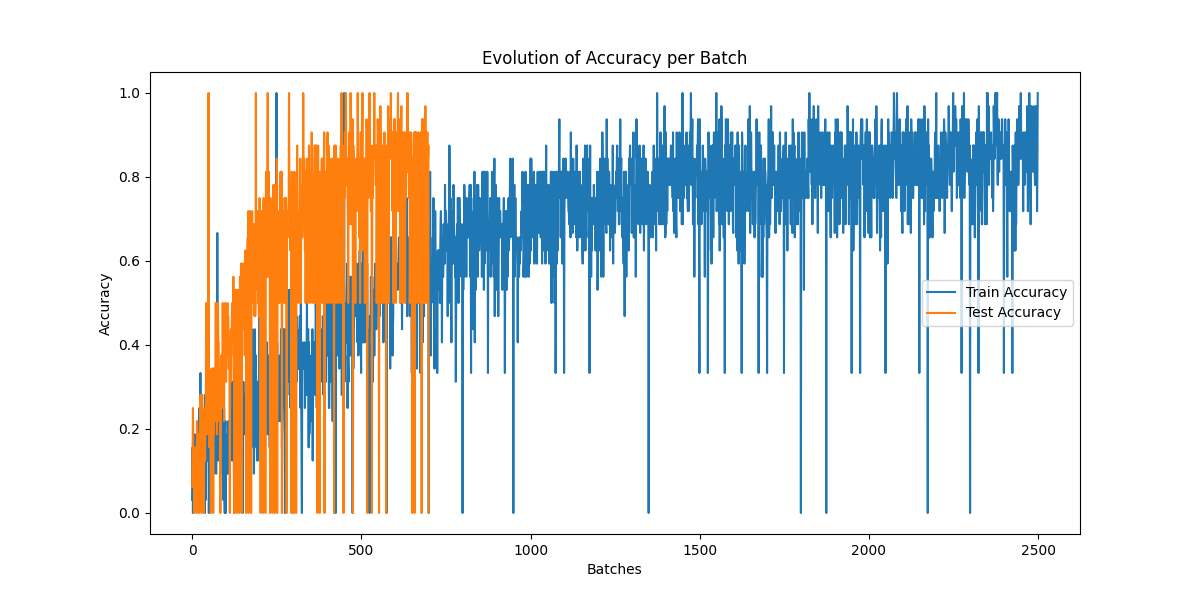 Evolution of Accuracy per Batch
1.0
0.8
0.6
0.4
0.2
0.0
Accuracy
Train Accuracy
Test Accuracy
0 500 1000 1500 2000 2500
Batches